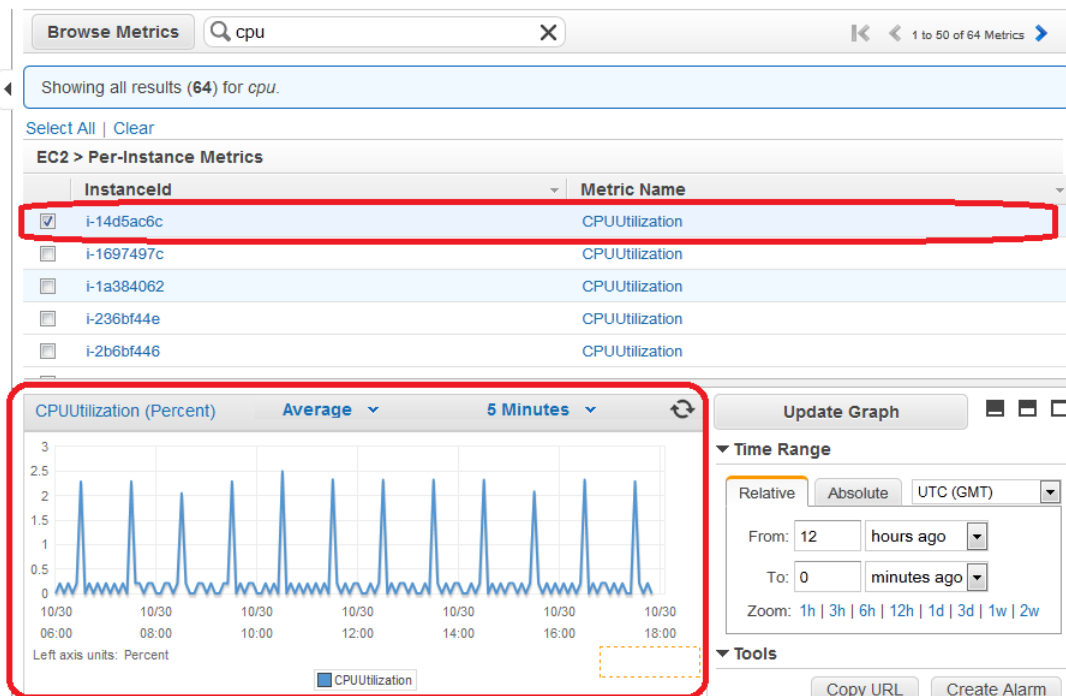 Browse Metrics cpu 1 to 50 of 64 Metrics
Showing all results (64) for cpu.
Select All | Clear
EC2 > Per-Instance Metrics
InstanceId Metric Name
i-14d5ac6c CPUUtilization
i-1697497c CPUUtilization
i-1a384062 CPUUtilization
i-236bf44e CPUUtilization
i-2b6bf446 CPUUtilization
CPUUtilization (Percent) Average 5 Minutes
3
2.5
2
1.5
1
0.5
0
10/30 10/30 10/30 10/30 10/30 10/30 10/30
06:00 08:00 10:00 12:00 14:00 16:00 18:00
Left axis units: Percent
CPUUtilization
Update Graph
Time Range
Relative Absolute UTC (GMT)
From: 12 hours ago
To: 0 minutes ago
Zoom: 1h | 3h | 6h | 12h | 1d | 3d | 1w | 2w
Tools
Copy URL Create Alarm